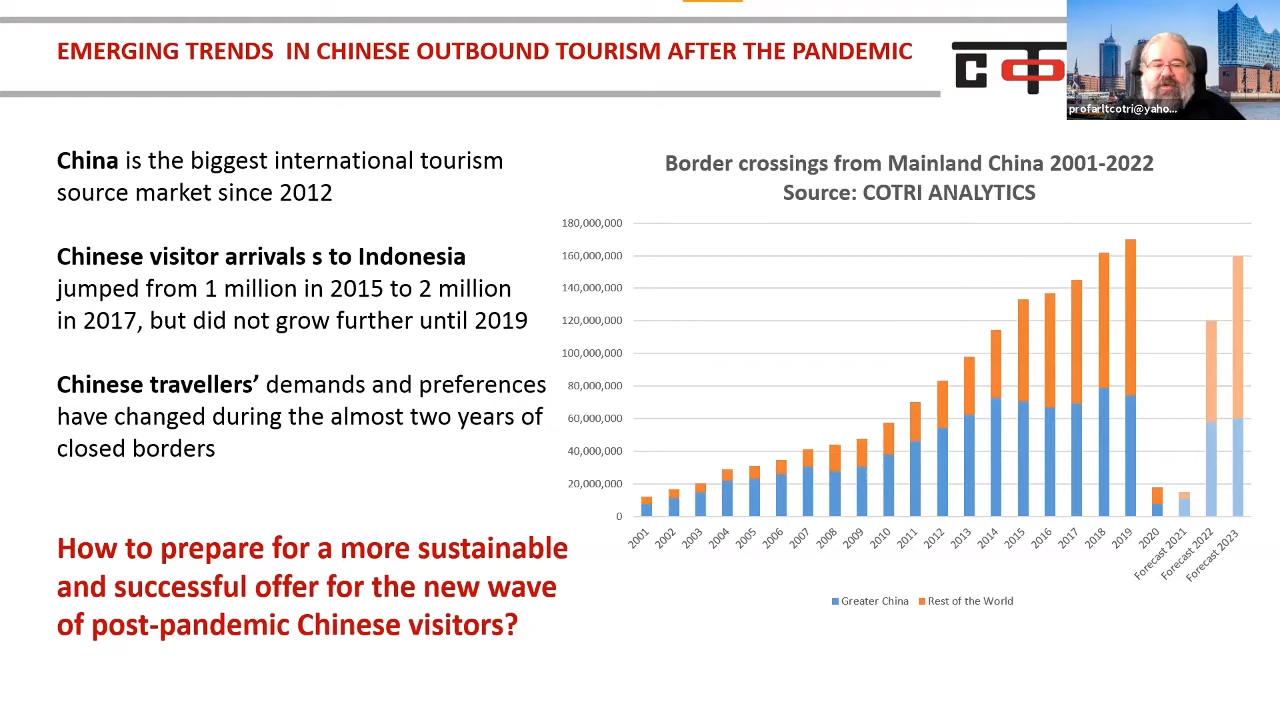 EMERGING TRENDS  IN CHINESE OUTBOUND TOURISM AFTER THE PANDEMIC
profarltcotri@yaho...
China is the biggest international tourism
source market since 2012
Chinese visitor arrivals s to Indonesia
jumped from 1 million in 2015 to 2 million
in 2017, but did not grow further until 2019
Chinese travellers’ demands and preferences
have changed during the almost two years of
closed borders
How to prepare for a more sustainable
and successful offer for the new wave
of post-pandemic Chinese visitors?
Border crossings from Mainland China 2001-2022
Source: COTRI ANALYTICS
180,000,000
160,000,000
140,000,000
120,000,000
100,000,000
80,000,000
60,000,000
40,000,000
20,000,000
0
2001
2002
2003
2004
2005
2006
2007
2008
2009
2010
2011
2012
2013
2014
2015
2016
2017
2018
2019
2020
Forecast 2021
Forecast 2022
Forecast 2023
Greater China
Rest of the World